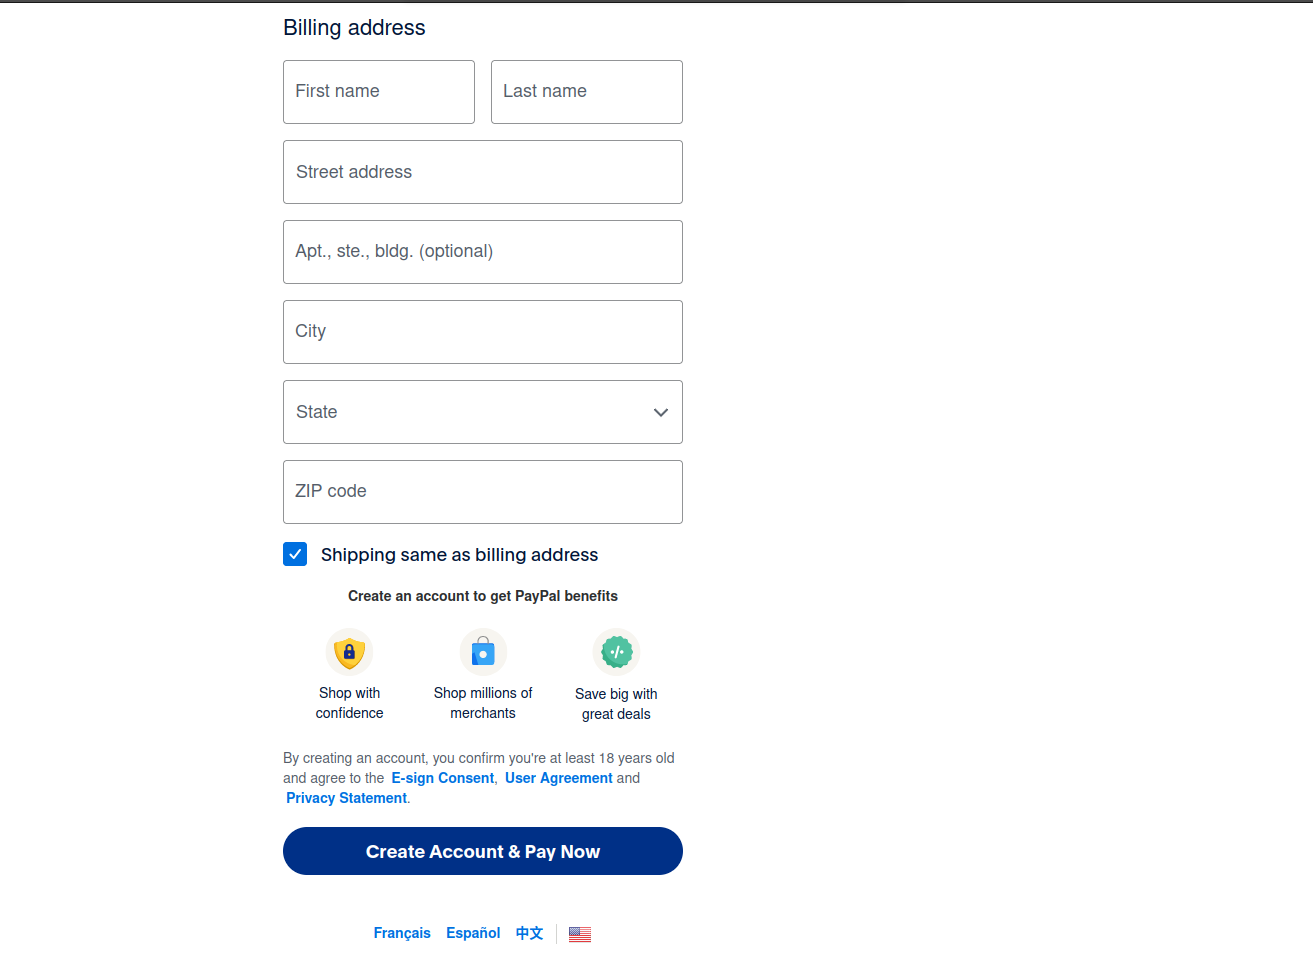 Billing address
First name Last name
Street address
Apt., ste., bldg. (optional)
City
State
ZIP code
Shipping same as billing address
Create an account to get PayPal benefits
Shop with confidence
Shop millions of merchants
Save big with great deals
By creating an account, you confirm you're at least 18 years old
and agree to the E-sign Consent, User Agreement and
Privacy Statement.
Create Account & Pay Now
Français Español 中文